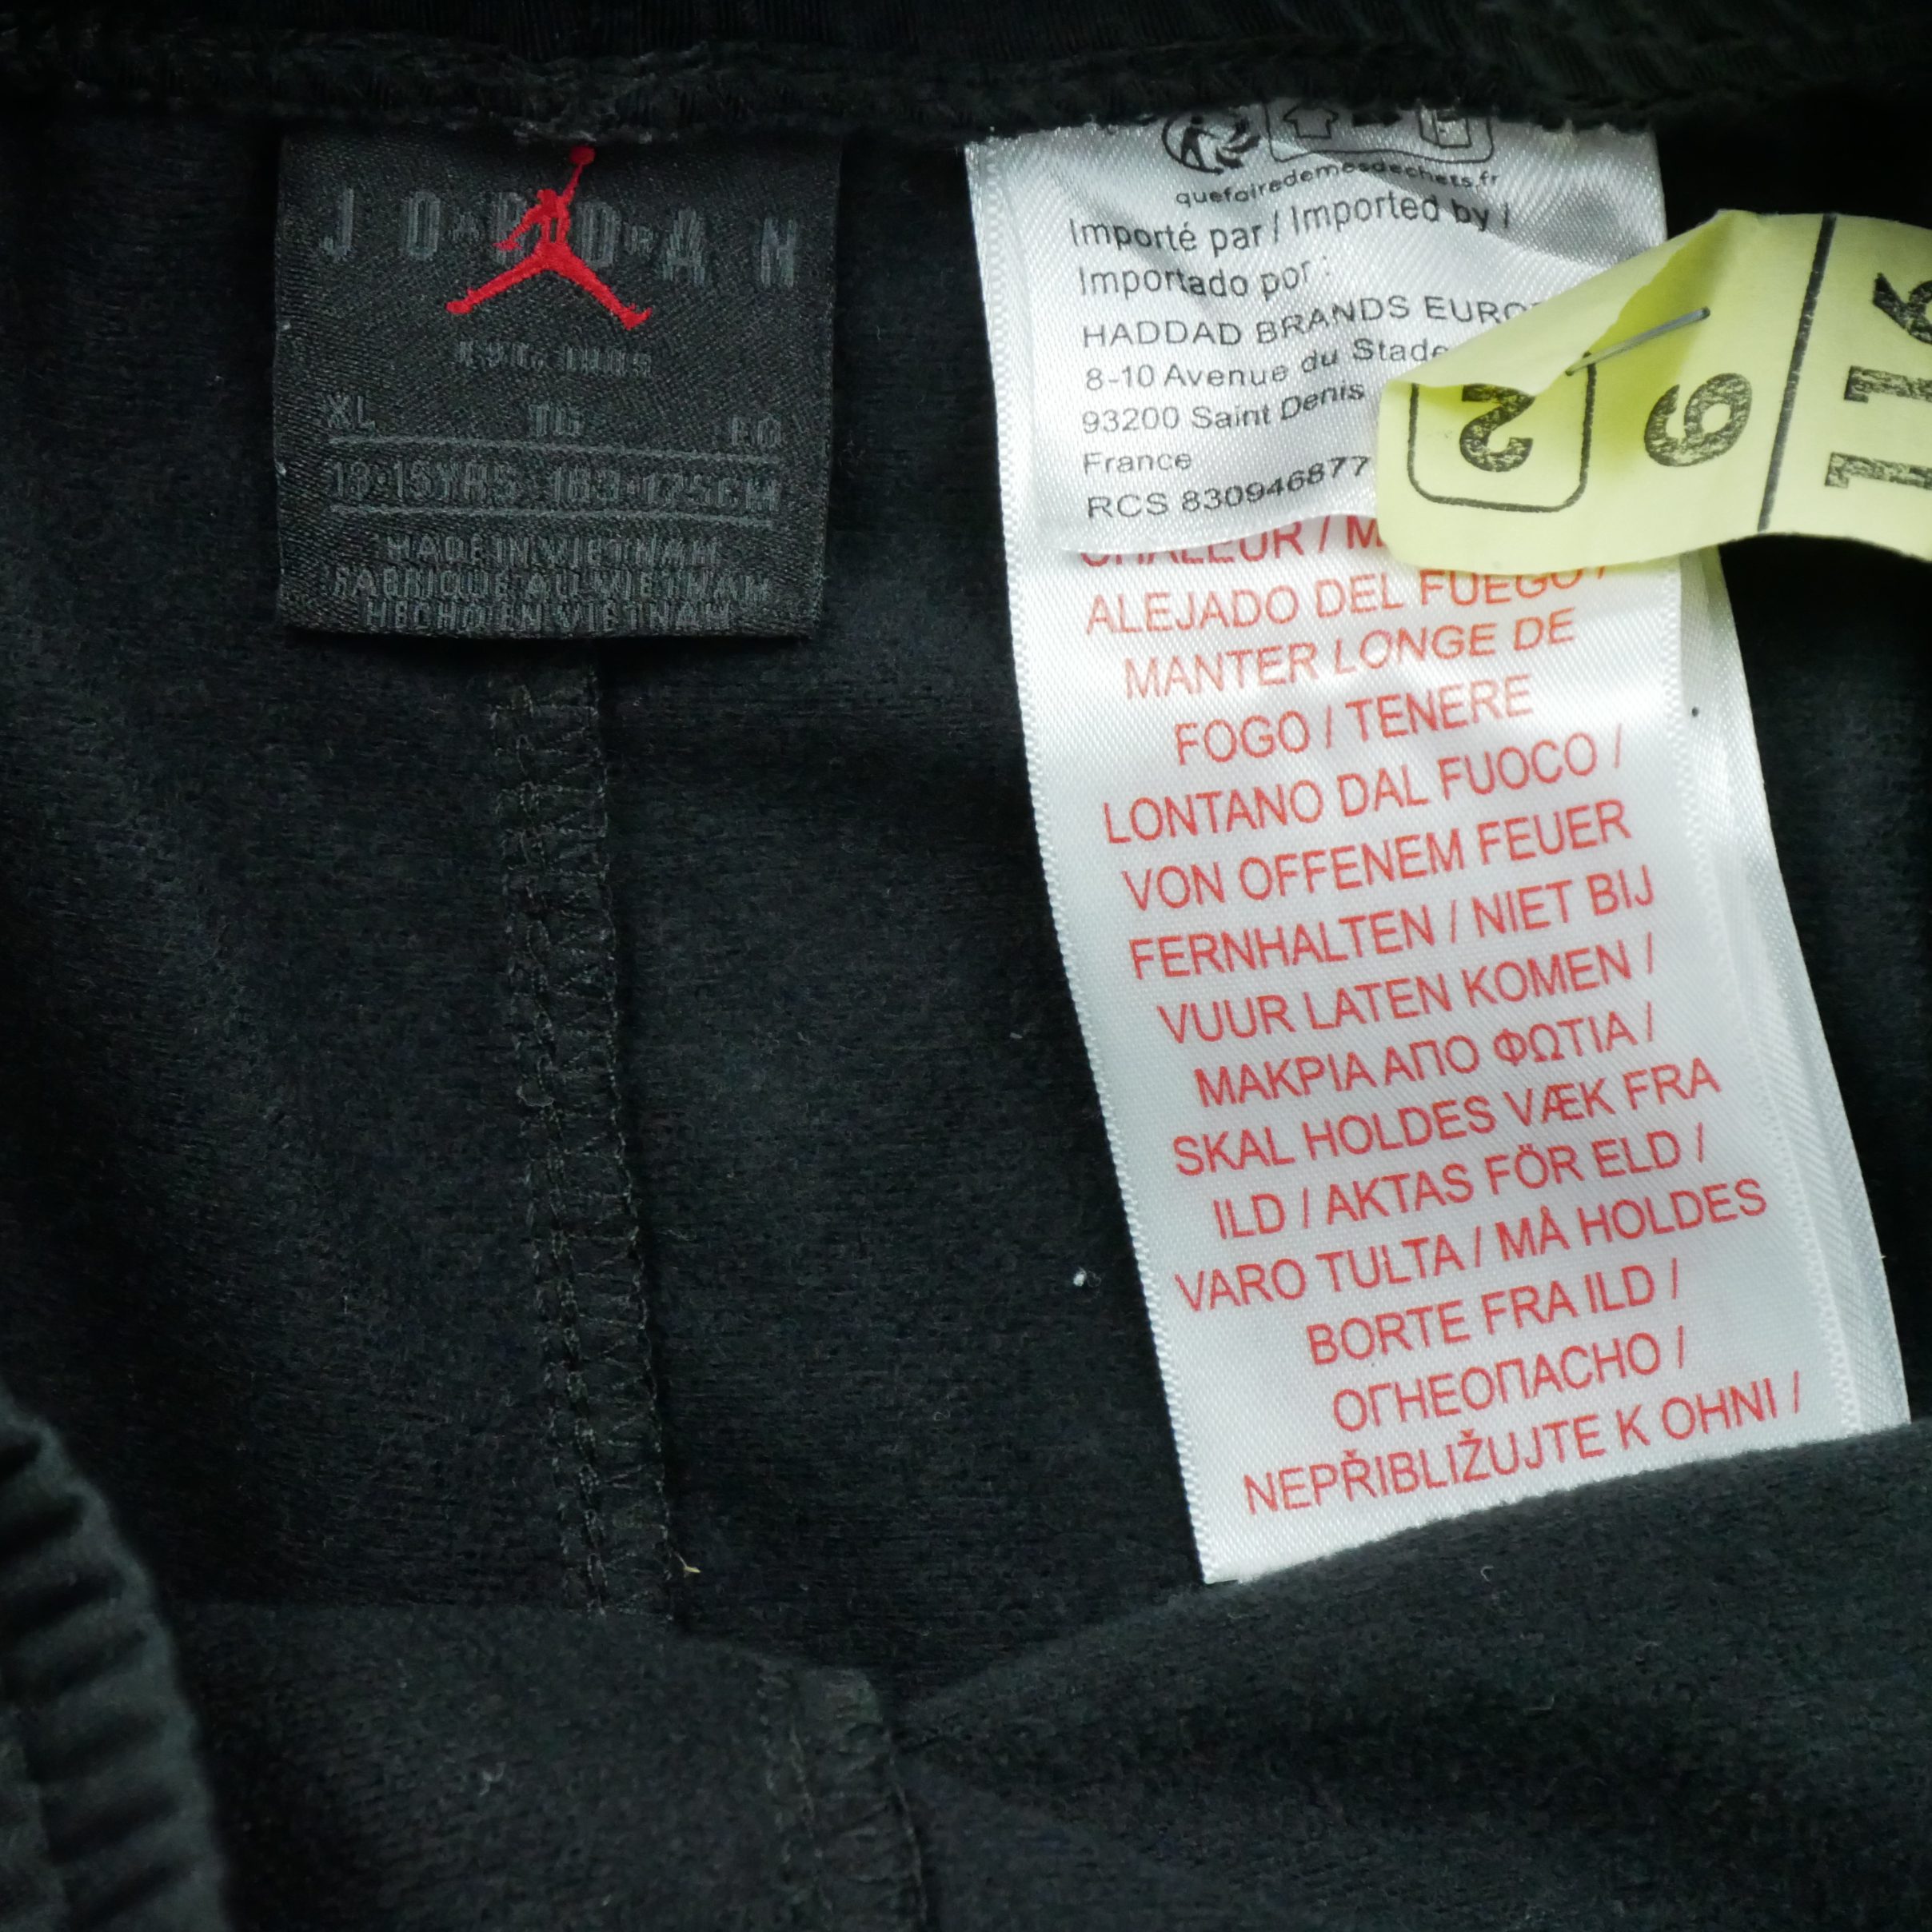 JORDAN
EST. 1985
XL TG EG
13-15YRS 163-175CM
MADE IN VIETNAM
FABRIQUE AU VIETNAM
HECHO EN VIETNAM
quefairedemesdechets.fr
Importé par / Imported by /
Importado por :
HADDAD BRANDS
8-10 Avenue du Stade
93200 Saint Denis
France
RCS 830946877
CHALEUR /
ALEJADO DEL FUEGO /
MANTER LONGE DE
FOGO / TENERE
LONTANO DAL FUOCO /
VON OFFENEM FEUER
FERNHALTEN / NIET BIJ
VUUR LATEN KOMEN /
ΜΑΚΡΙΑ ΑΠΟ ΦΩΤΙΑ /
SKAL HOLDES VÆK FRA
ILD / AKTAS FÖR ELD /
VARO TULTA / MÅ HOLDES
BORTE FRA ILD /
ОГНЕОПАСНО /
NEPŘIBLIŽUJTE K OHNI /
2